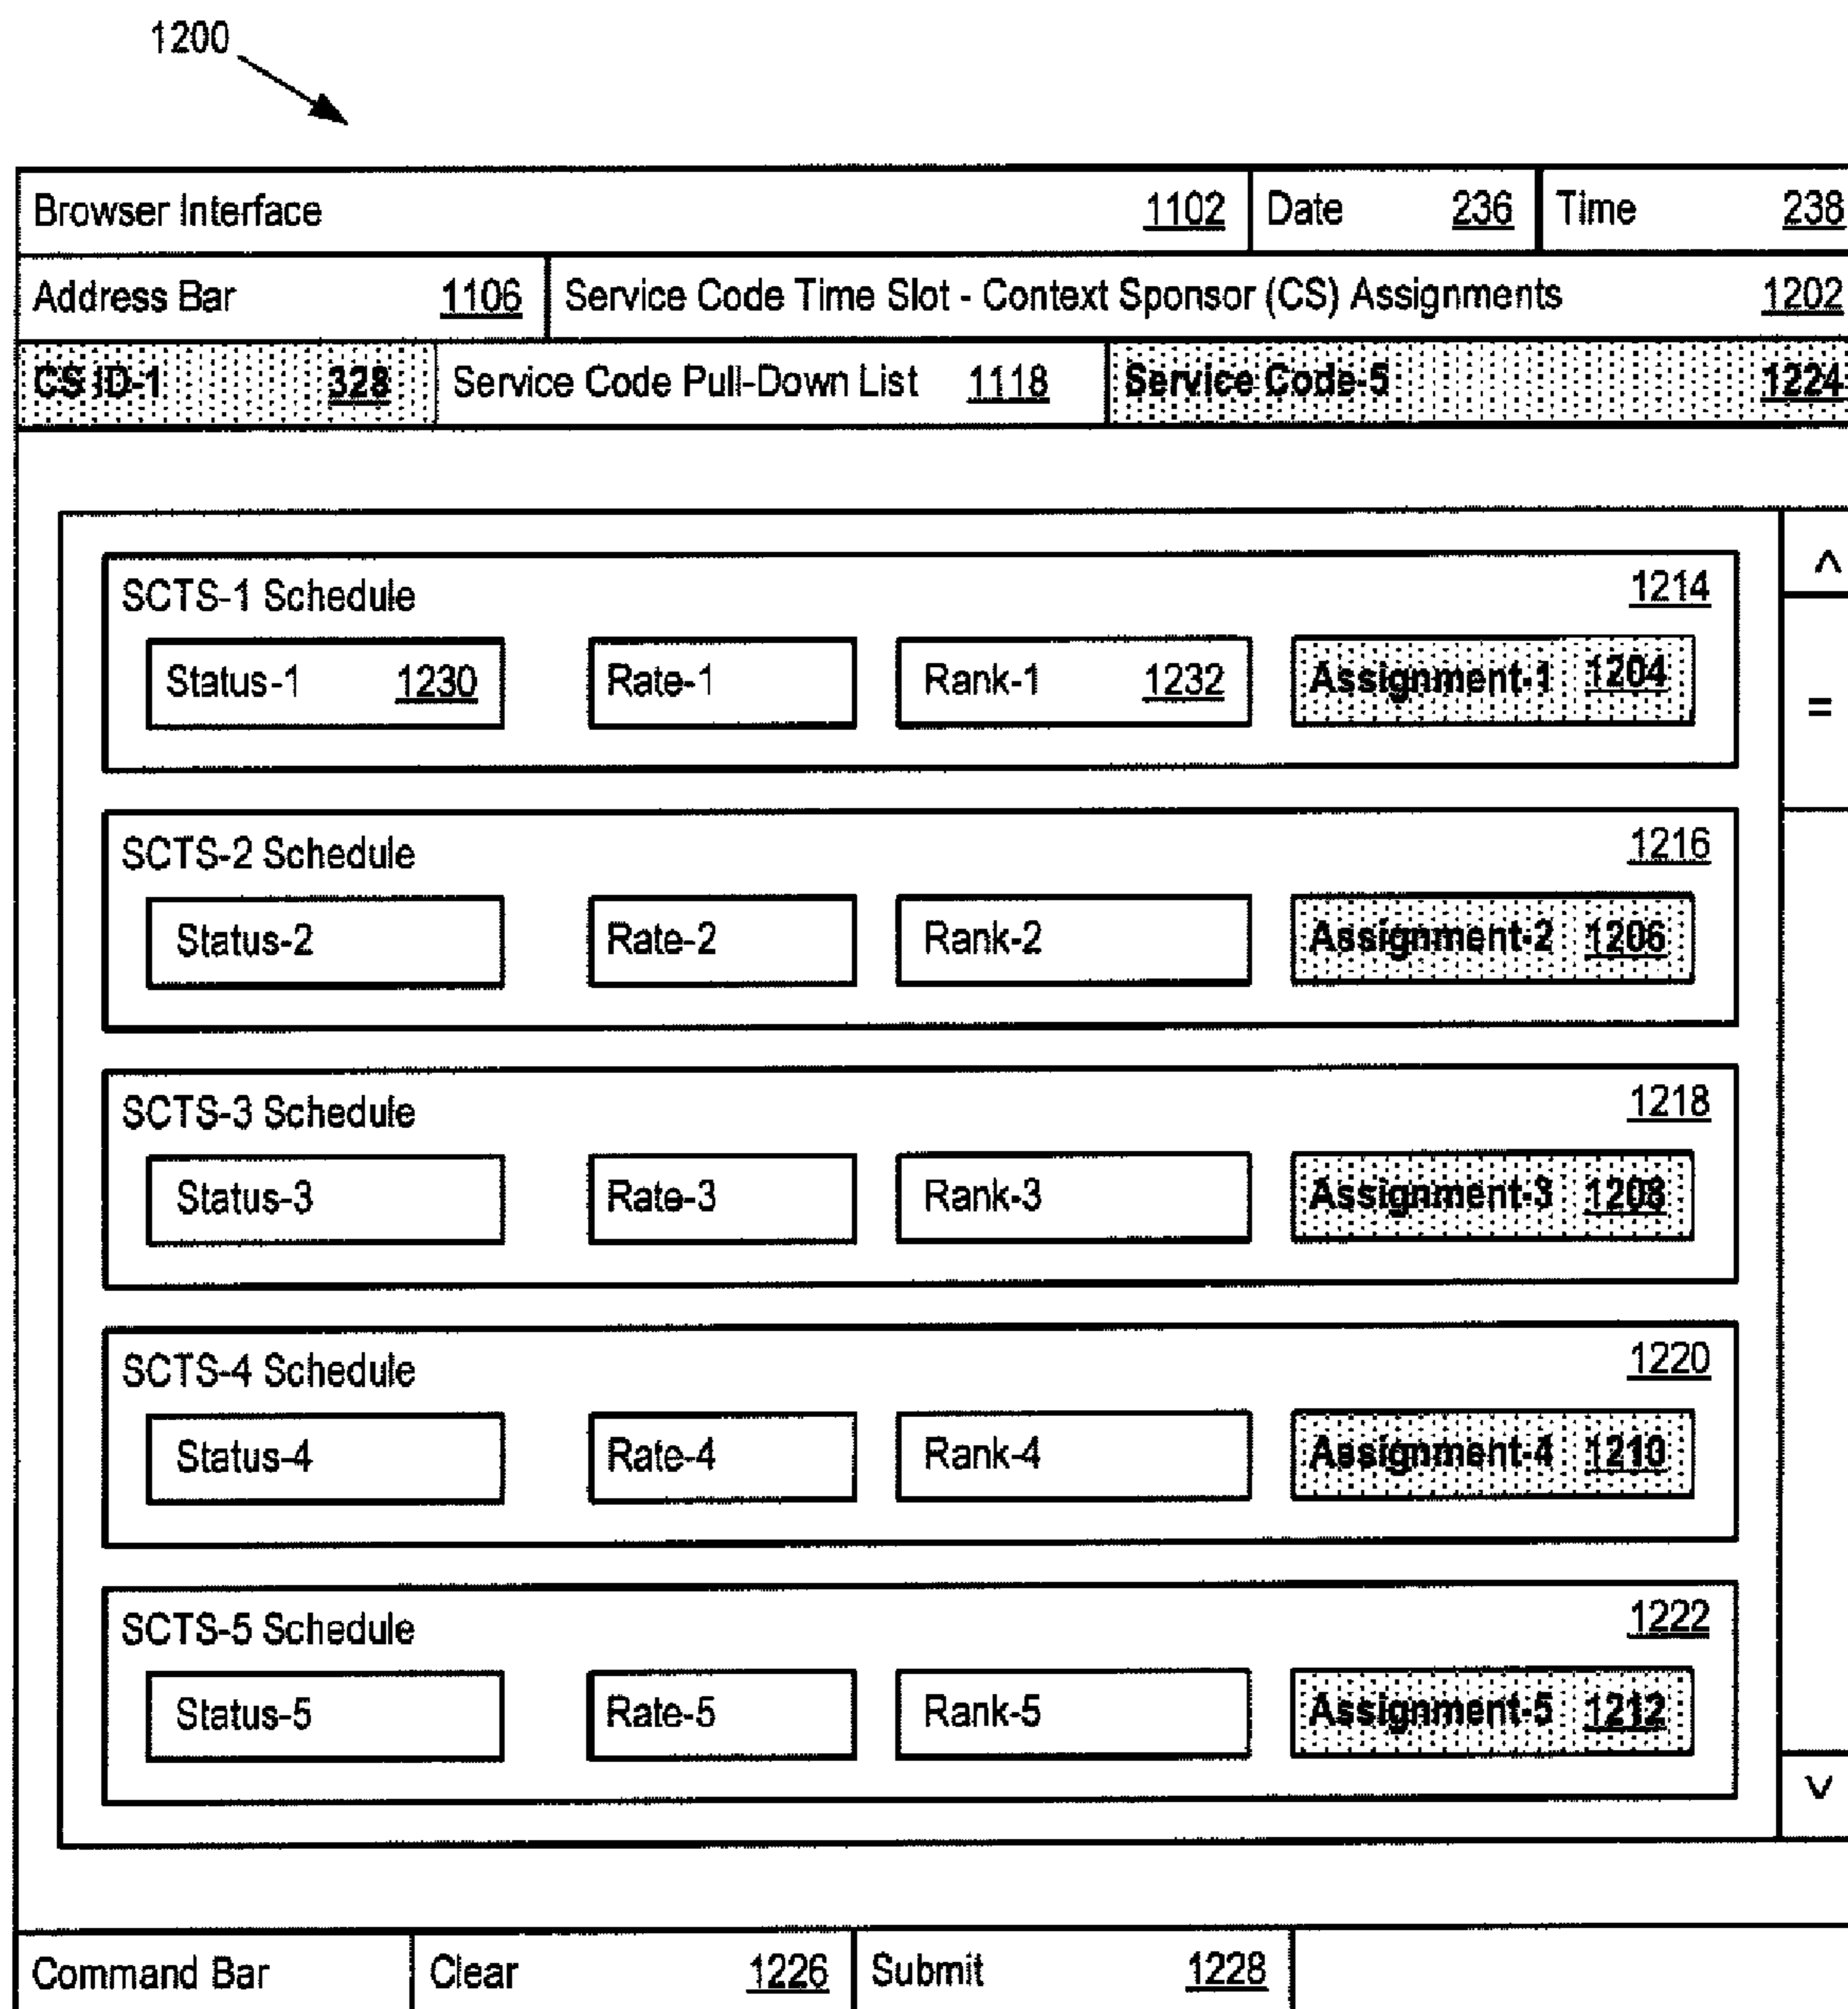 1200
Browser Interface 1102 Date 236 Time 238
Address Bar 1106 Service Code Time Slot - Context Sponsor (CS) Assignments 1202
CS ID-1 328 Service Code Pull-Down List 1118 Service Code-5 1224
SCTS-1 Schedule 1214
Status-1 1230 Rate-1 Rank-1 1232 Assignment-1 1204
SCTS-2 Schedule 1216
Status-2 Rate-2 Rank-2 Assignment-2 1206
SCTS-3 Schedule 1218
Status-3 Rate-3 Rank-3 Assignment-3 1208
SCTS-4 Schedule 1220
Status-4 Rate-4 Rank-4 Assignment-4 1210
SCTS-5 Schedule 1222
Status-5 Rate-5 Rank-5 Assignment-5 1212
Command Bar Clear 1226 Submit 1228